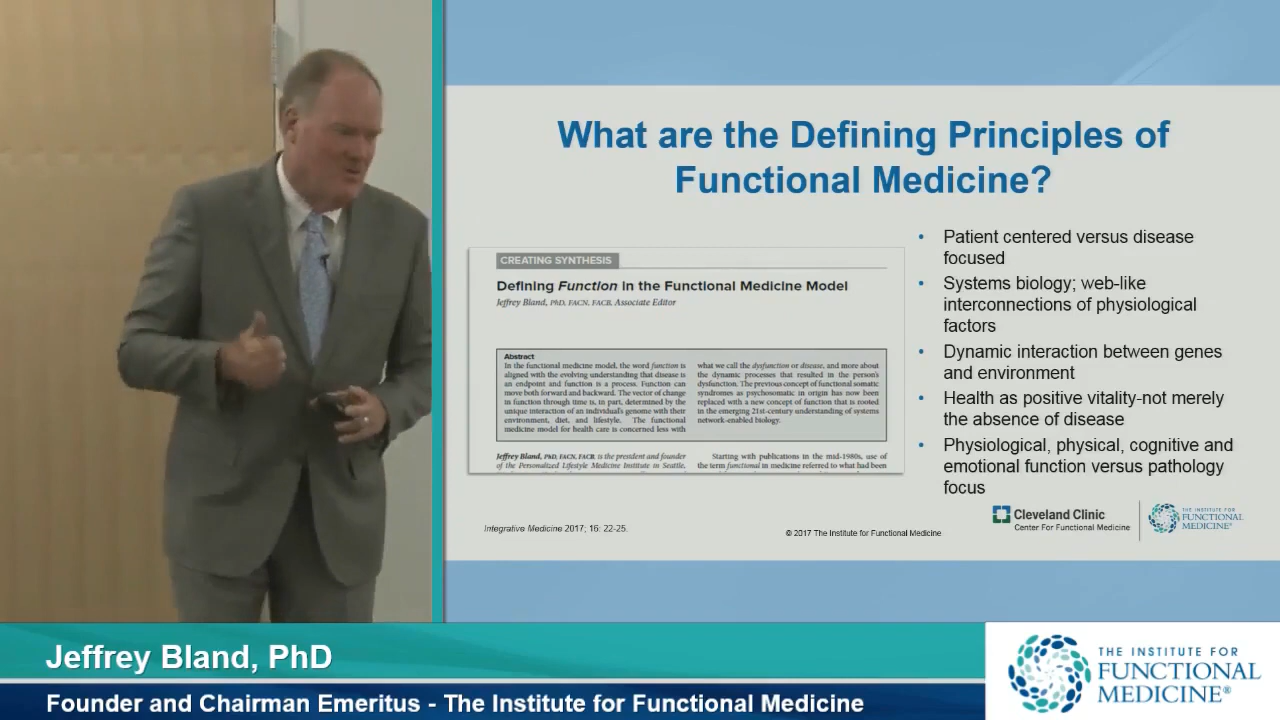 What are the Defining Principles of
Functional Medicine?
CREATING SYNTHESIS
Defining Function in the Functional Medicine Model
Jeffrey Bland, PHD, FACN, FACB, Associate Editor
Abstract
In the functional medicine model, the word function is
aligned with the evolving understanding that disease is
an endpoint and function is a process. Function can
move both forward and backward. The vector of change
in function through time is, in part, determined by the
unique interaction of an individual's genome with their
environment, diet, and lifestyle. The functional
medicine model for health care is concerned less with
what we call the dysfunction or disease, and more about
the dynamic processes that resulted in the person's
dysfunction. The previous concept of functional somatic
syndromes as psychosomatic in origin has now been
replaced with a new concept of function that is rooted
in the emerging 21st-century understanding of systems
network-enabled biology.
Jeffrey Bland, PHD, FACN, FACB, is the president and founder
of the Personalized Lifestyle Medicine Institute in Seattle,
Starting with publications in the mid-1980s, use of
the term functional in medicine referred to what had been
• Patient centered versus disease
focused
• Systems biology; web-like
interconnections of physiological
factors
• Dynamic interaction between genes
and environment
• Health as positive vitality-not merely
the absence of disease
• Physiological, physical, cognitive and
emotional function versus pathology
focus
Integrative Medicine 2017; 16: 22-25.
© 2017 The Institute for Functional Medicine
Cleveland Clinic
Center For Functional Medicine
THE INSTITUTE FOR
FUNCTIONAL
MEDICINE®
Jeffrey Bland, PhD
Founder and Chairman Emeritus - The Institute for Functional Medicine
THE INSTITUTE FOR
FUNCTIONAL
MEDICINE®